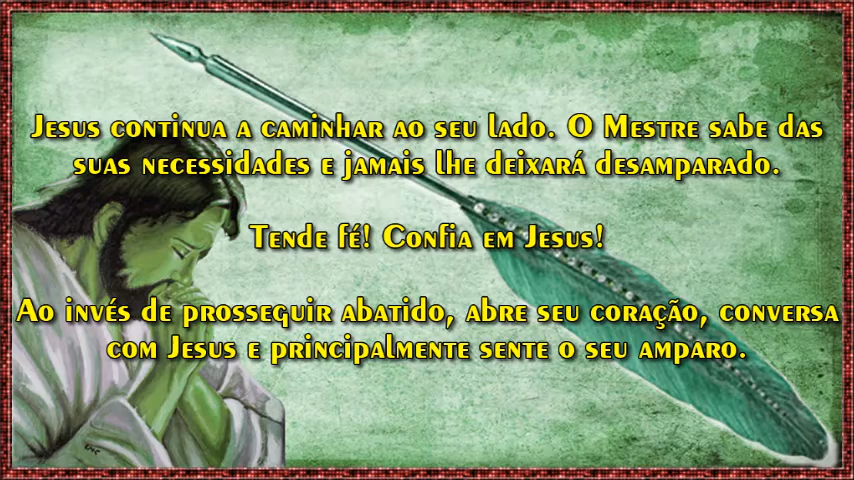 Jesus continua a caminhar ao seu lado. O Mestre sabe das
suas necessidades e jamais lhe deixará desamparado.
Tende fé! Confia em Jesus!
Ao invés de prosseguir abatido, abre seu coração, conversa
com Jesus e principalmente sente o seu amparo.